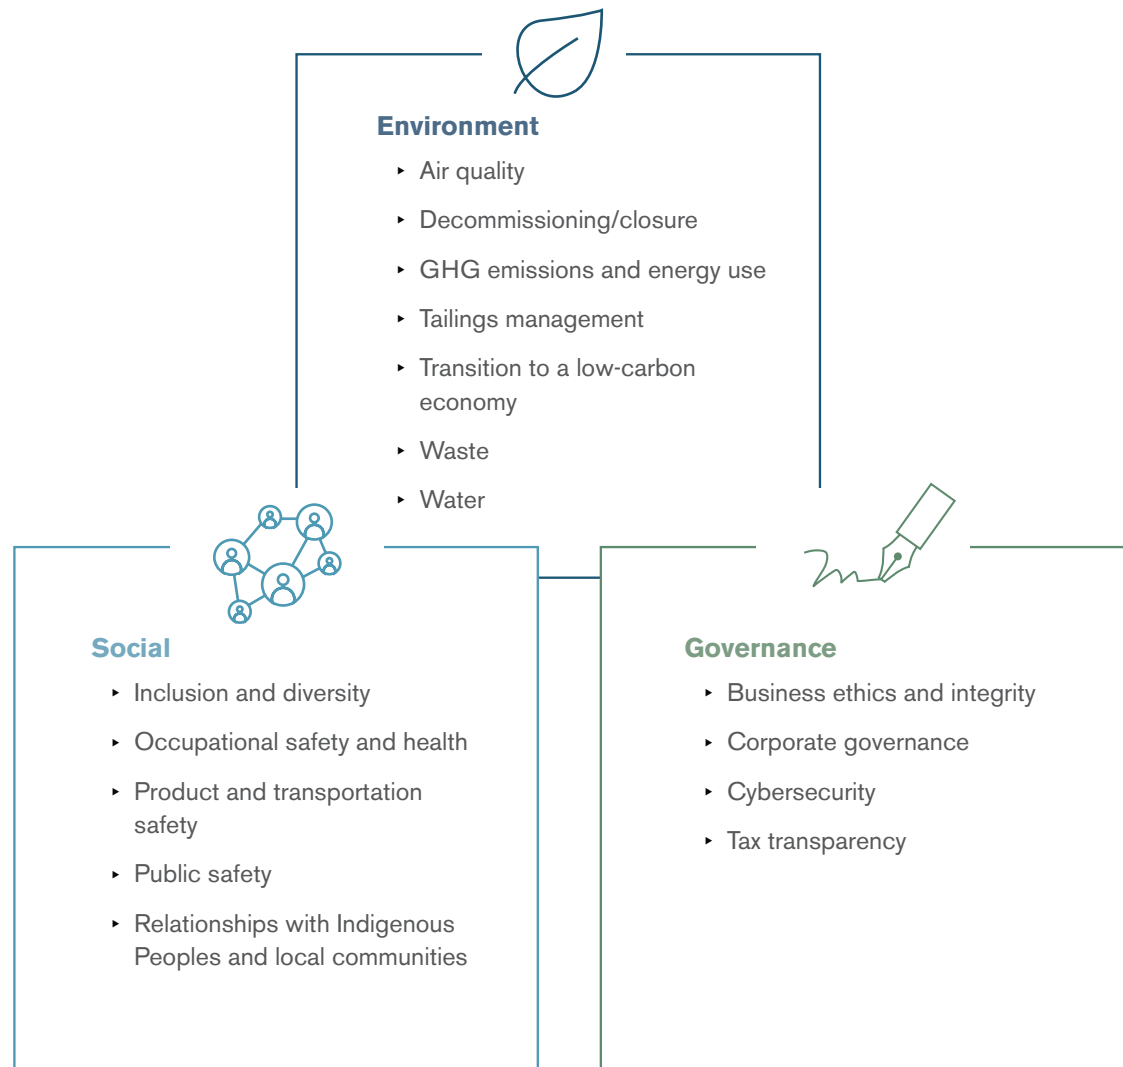 Environment
‣ Air quality
‣ Decommissioning/closure
‣ GHG emissions and energy use
‣ Tailings management
‣ Transition to a low-carbon
economy
‣ Waste
‣ Water
Social
‣ Inclusion and diversity
‣ Occupational safety and health
‣ Product and transportation
safety
‣ Public safety
‣ Relationships with Indigenous
Peoples and local communities
Governance
‣ Business ethics and integrity
‣ Corporate governance
‣ Cybersecurity
‣ Tax transparency